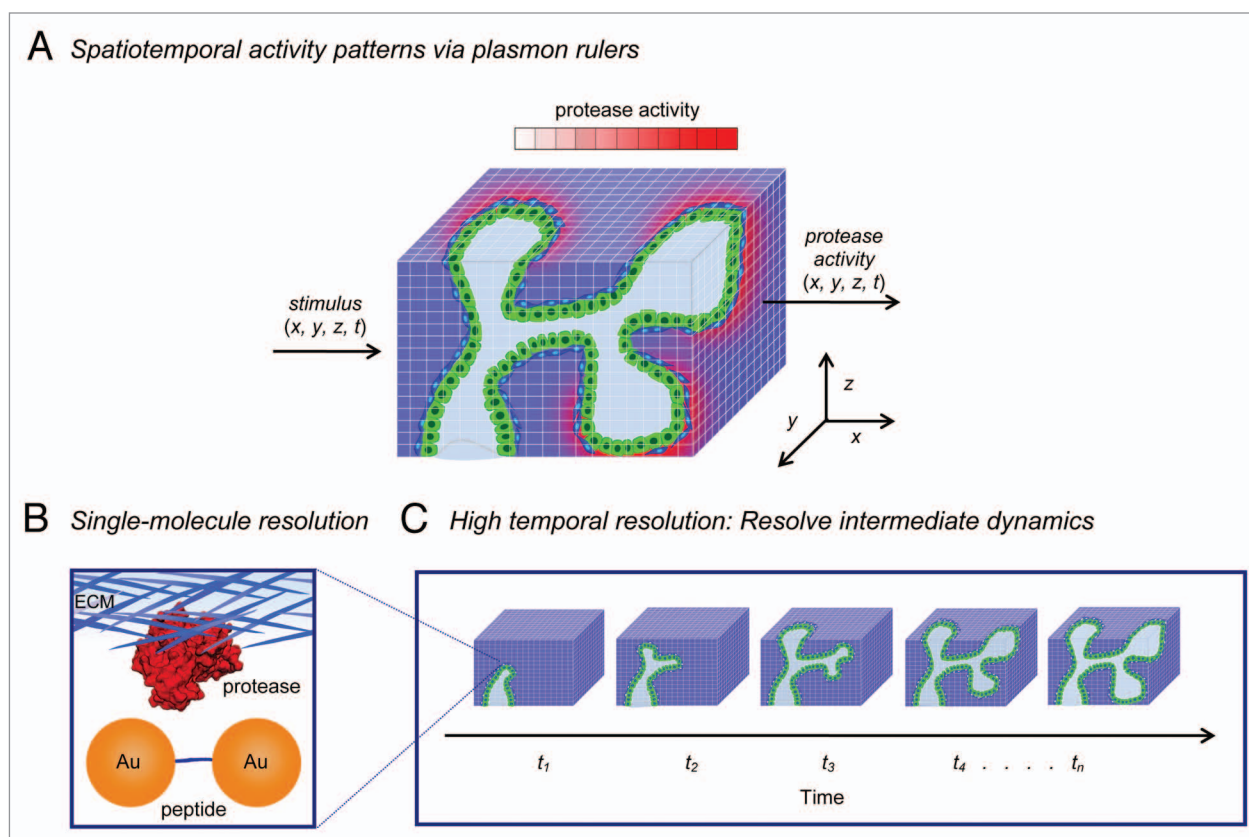 A Spatiotemporal activity patterns via plasmon rulers
protease activity
stimulus
(x, y, z, t)
protease
activity
(x, y, z, t)
z
y
x
B Single-molecule resolution
ECM
protease
Au
Au
peptide
C High temporal resolution: Resolve intermediate dynamics
t1 t2 t3 t4 . . . . tn
Time